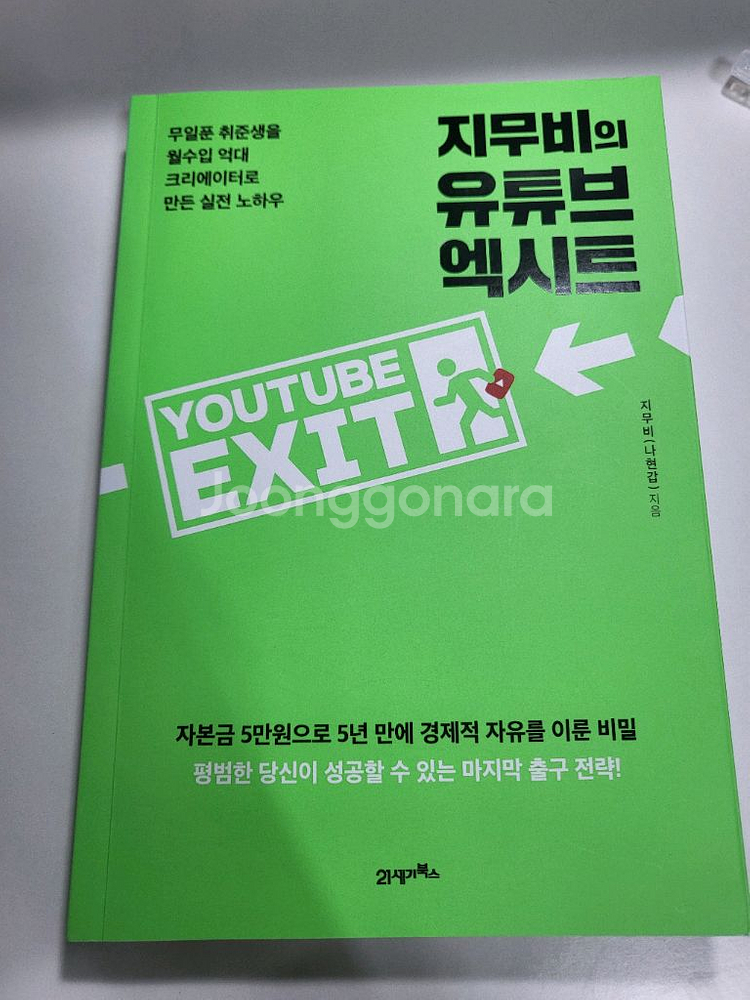 무일푼 취준생을
월수입 억대
크리에이터로
만든 실전 노하우
지무비의
유튜브
엑시트
YOUTUBE
EXIT
지무비(나현갑) 지음
Joonggonara
자본금 5만원으로 5년 만에 경제적 자유를 이룬 비밀
평범한 당신이 성공할 수 있는 마지막 출구 전략!
21세기북스